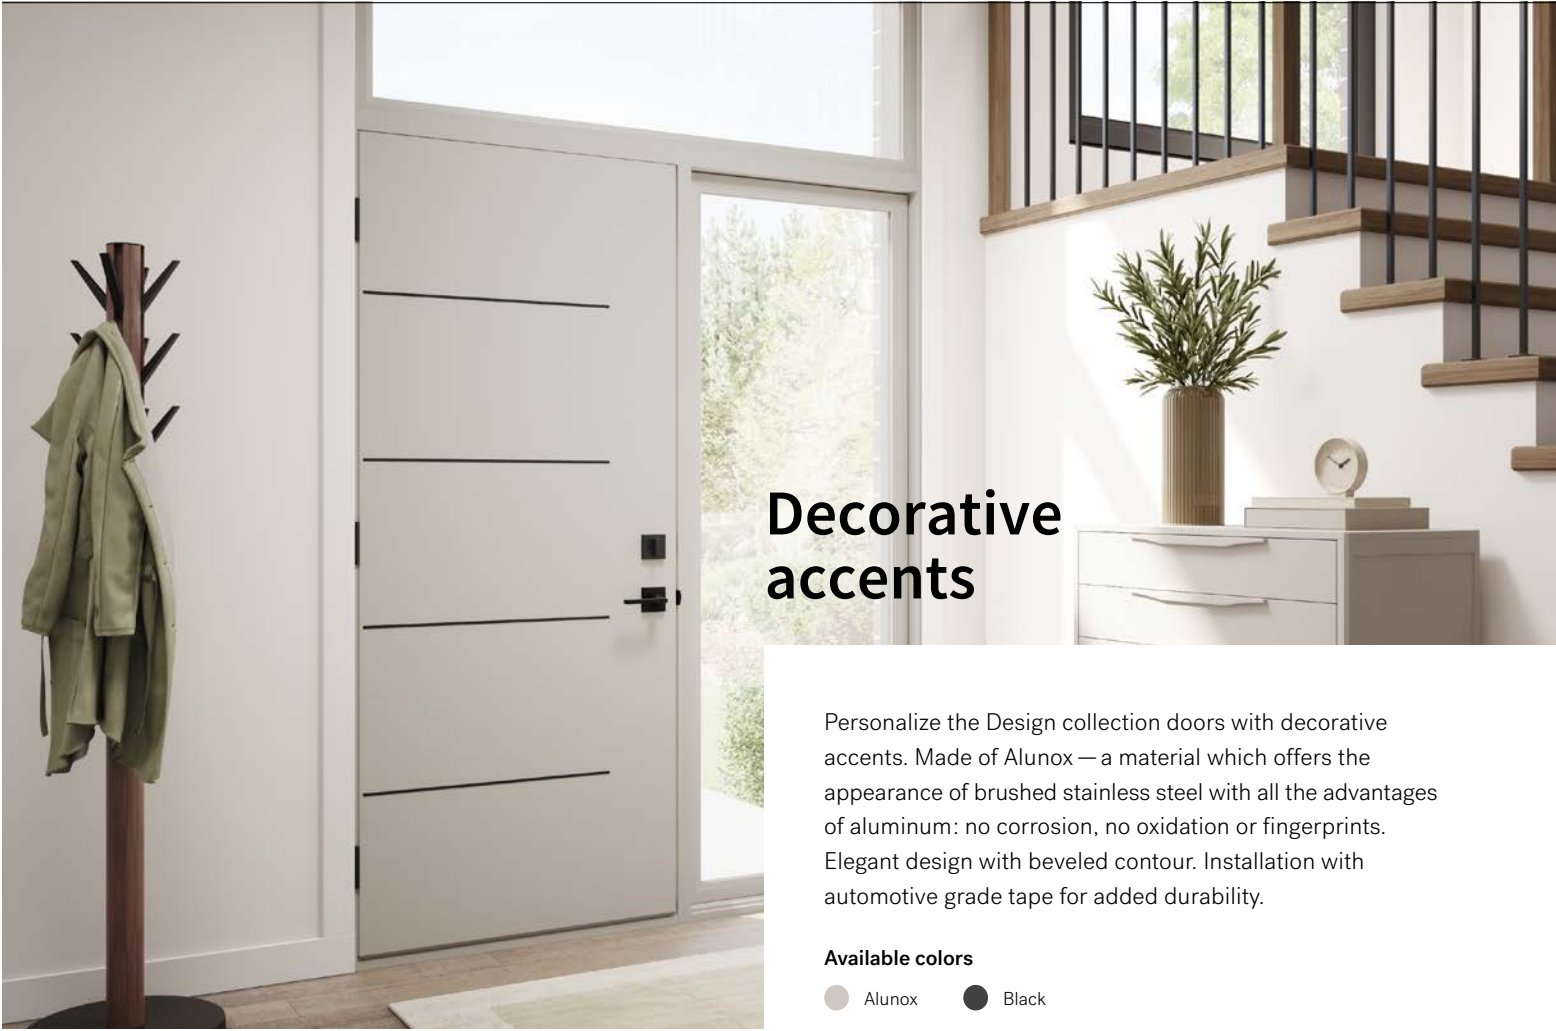 Decorative
accents
Personalize the Design collection doors with decorative
accents. Made of Alunox — a material which offers the
appearance of brushed stainless steel with all the advantages
of aluminum: no corrosion, no oxidation or fingerprints.
Elegant design with beveled contour. Installation with
automotive grade tape for added durability.
Available colors
Alunox Black